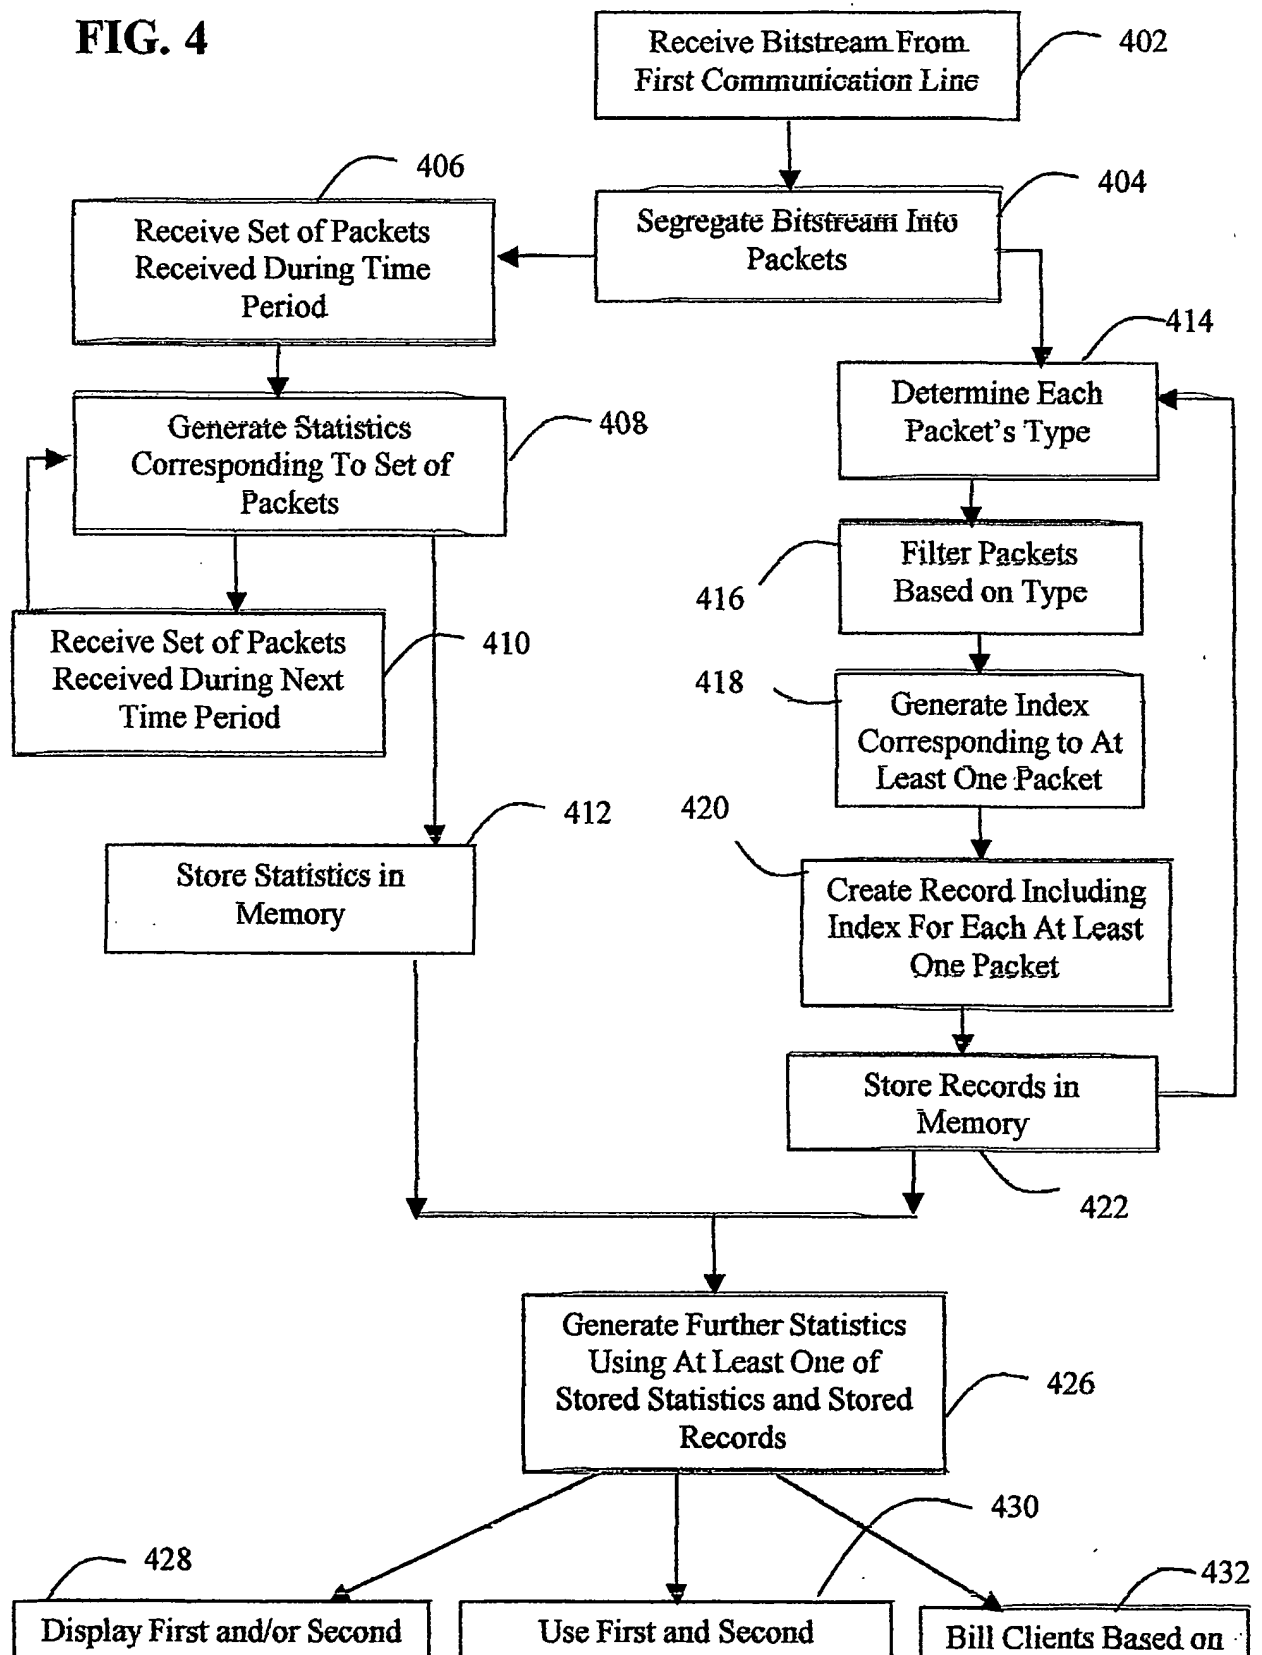 FIG. 4
Receive Bitstream From
First Communication Line
402
406
404
Segregate Bitstream Into
Packets
Receive Set of Packets
Received During Time
Period
414
Determine Each
Packet's Type
Generate Statistics
Corresponding To Set of
Packets
408
Filter Packets
Based on Type
416
Receive Set of Packets
Received During Next
Time Period
410
418
Generate Index
Corresponding to At
Least One Packet
412
420
Store Statistics in
Memory
Create Record Including
Index For Each At Least
One Packet
Store Records in
Memory
422
Generate Further Statistics
Using At Least One of
Stored Statistics and Stored
Records
426
430
428
432
Display First and/or Second
Use First and Second
Bill Clients Based on